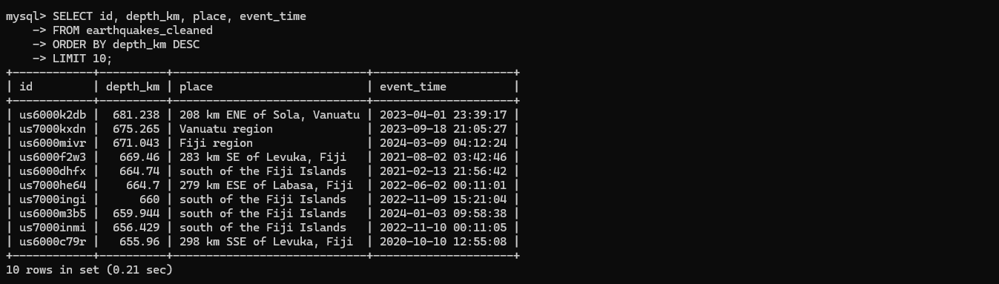 mysql> SELECT id, depth_km, place, event_time
    -> FROM earthquakes_cleaned
    -> ORDER BY depth_km DESC
    -> LIMIT 10;
+------------+----------+-----------------------------+---------------------+
| id         | depth_km | place                       | event_time          |
+------------+----------+-----------------------------+---------------------+
| us6000k2db |  681.238 | 208 km ENE of Sola, Vanuatu | 2023-04-01 23:39:17 |
| us7000kxdn |  675.265 | Vanuatu region              | 2023-09-18 21:05:27 |
| us6000mivr |  671.043 | Fiji region                 | 2024-03-09 04:12:24 |
| us6000f2w3 |   669.46 | 283 km SE of Levuka, Fiji   | 2021-08-02 03:42:46 |
| us6000dhfx |   664.74 | south of the Fiji Islands   | 2021-02-13 21:56:42 |
| us7000he64 |    664.7 | 279 km ESE of Labasa, Fiji  | 2022-06-02 00:11:01 |
| us7000ingi |      660 | south of the Fiji Islands   | 2022-11-09 15:21:04 |
| us6000m3b5 |  659.944 | south of the Fiji Islands   | 2024-01-03 09:58:38 |
| us7000inmi |  656.429 | south of the Fiji Islands   | 2022-11-10 00:11:05 |
| us6000c79r |   655.96 | 298 km SSE of Levuka, Fiji  | 2020-10-10 12:55:08 |
+------------+----------+-----------------------------+---------------------+
10 rows in set (0.21 sec)